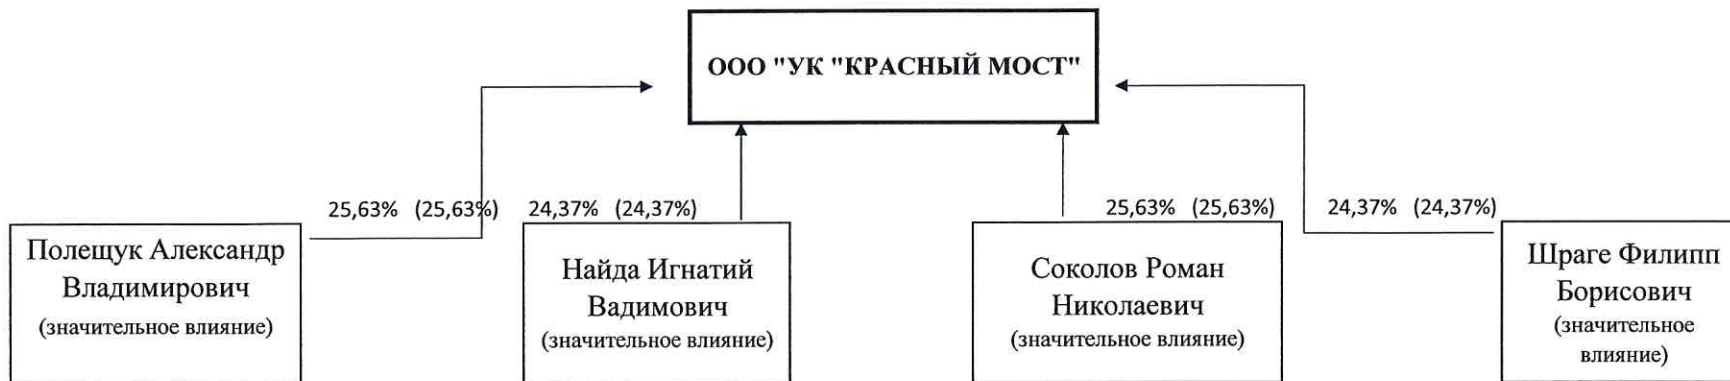 ООО "УК "КРАСНЫЙ МОСТ"
25,63% (25,63%)
24,37% (24,37%)
25,63% (25,63%)
24,37% (24,37%)
Полещук Александр
Владимирович
(значительное влияние)
Найда Игнатий
Вадимович
(значительное влияние)
Соколов Роман
Николаевич
(значительное влияние)
Шраге Филипп
Борисович
(значительное
влияние)